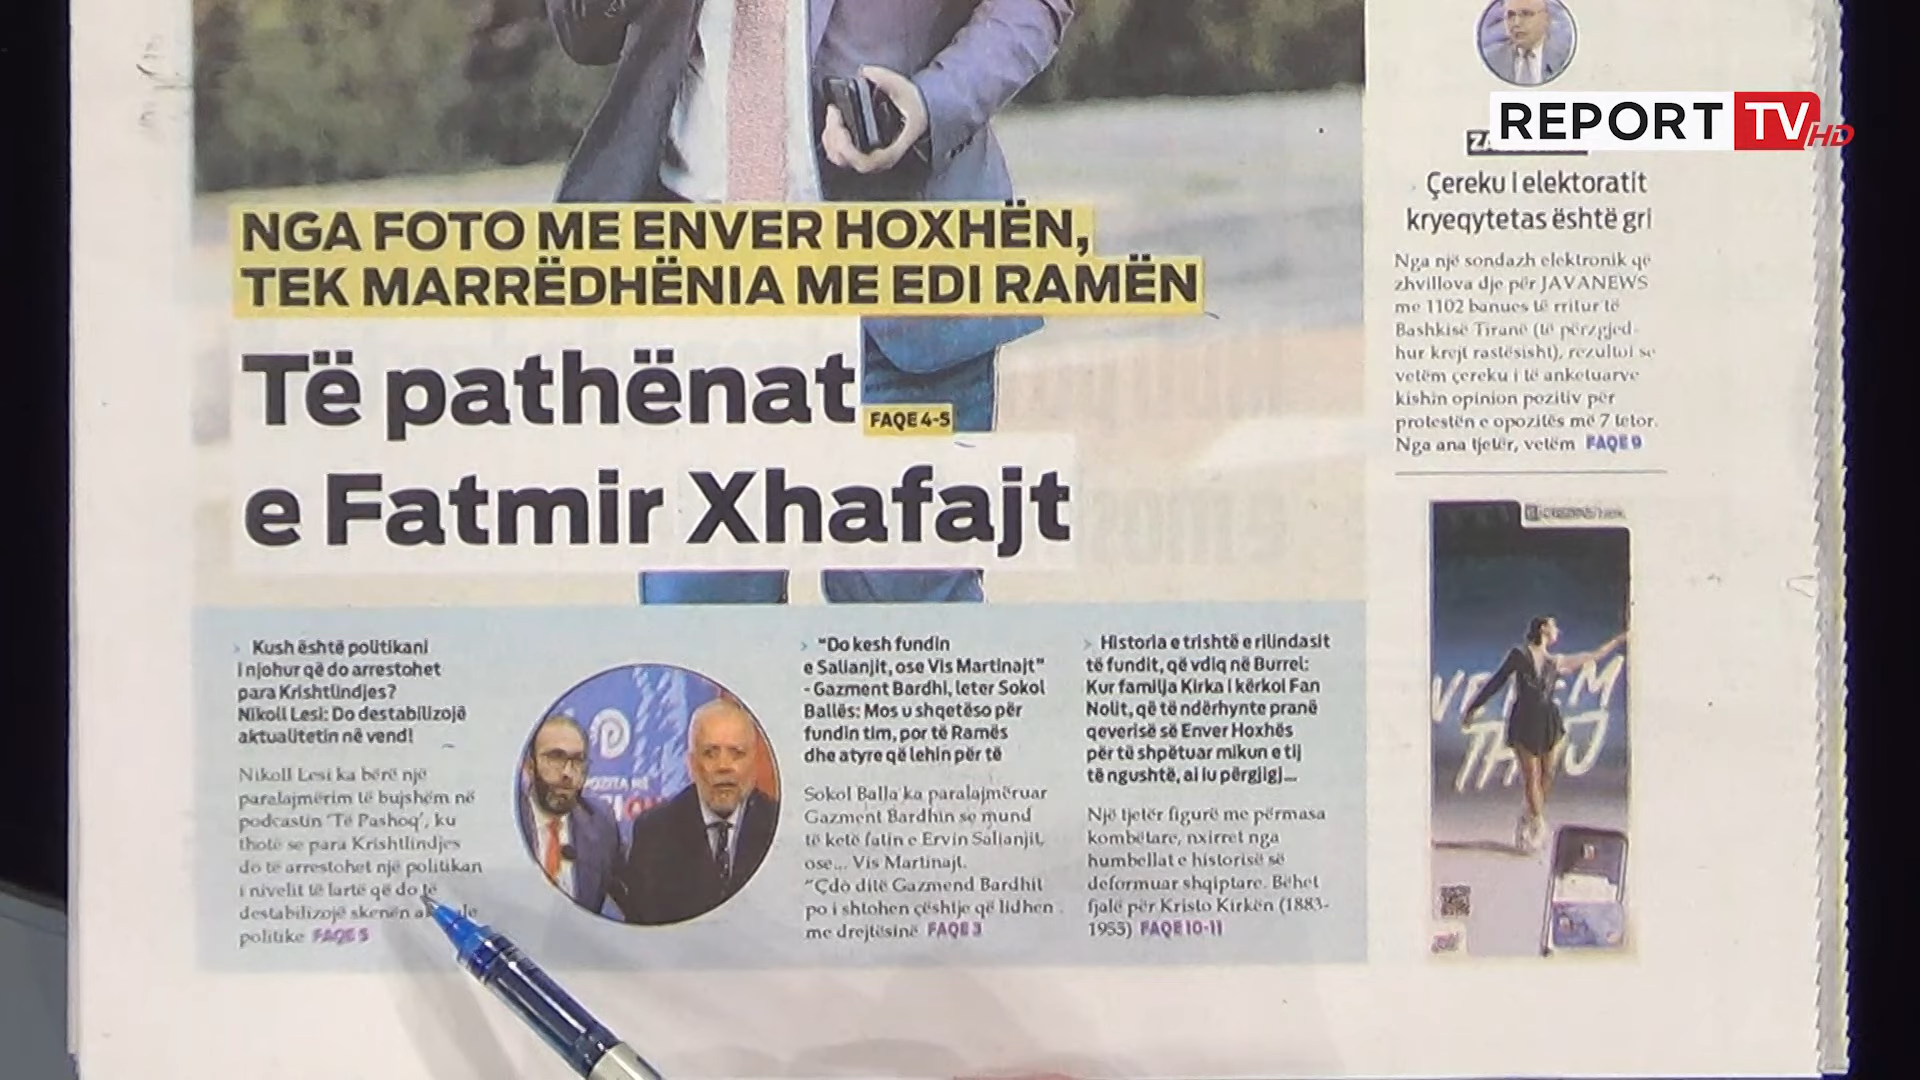 REPORT TV HD
NGA FOTO ME ENVER HOXHËN,
TEK MARRËDHËNIA ME EDI RAMËN
Të pathënat
FAQE 4-5
e Fatmir Xhafajt
Kush është politikani
i njohur që do arrestohet
para Krishtlindjes?
Nikoll Lesi: Do destabilizojë
aktualitetin në vend!
Nikoll Lesi ka bërë një
paralajmërim të bujshëm në
podcastin 'Të Pashoq', ku
thotë se para Krishtlindjes
do të arrestohet një politikan
i nivelit të lartë që do të
destabilizojë skenën
politike FAQE 5
"Do kesh fundin
e Salianjit, ose Vis Martinajt"
- Gazment Bardhi, leter Sokol
Ballës: Mos u shqetëso për
fundin tim, por të Ramës
dhe atyre që lehin për të
Sokol Balla ka paralajmëruar
Gazment Bardhin se mund
të ketë fatin e Ervin Salianjit,
ose... Vis Martinajt.
"Çdo ditë Gazmend Bardhit
po i shtohen çështje që lidhen
me drejtësinë FAQE 3
Historia e trishtë e rilindasit
të fundit, që vdiq në Burrel:
Kur familja Kirka i kërkoi Fan
Nolit, që të ndërhynte pranë
qeverisë së Enver Hoxhës
për të shpëtuar mikun e tij
të ngushtë, ai iu përgjigj...
Një tjetër figurë me përmasa
kombëtare, nxirret nga
humbellat e historisë së
deformuar shqiptare. Bëhet
fjalë për Kristo Kirkën (1883-
1955) FAQE 10-11
Çereku i elektoratit
kryeqytetas është gri
Nga një sondazh elektronik që
zhvillova dje për JAVANEWS
me 1102 banues të rritur të
Bashkisë Tiranë (të përzgjed-
hur krejt rastësisht), rezultoi se
vetëm çereku i të anketuarve
kishin opinion pozitiv për
protestën e opozitës më 7 tetor.
Nga ana tjetër, vetëm FAQE 9